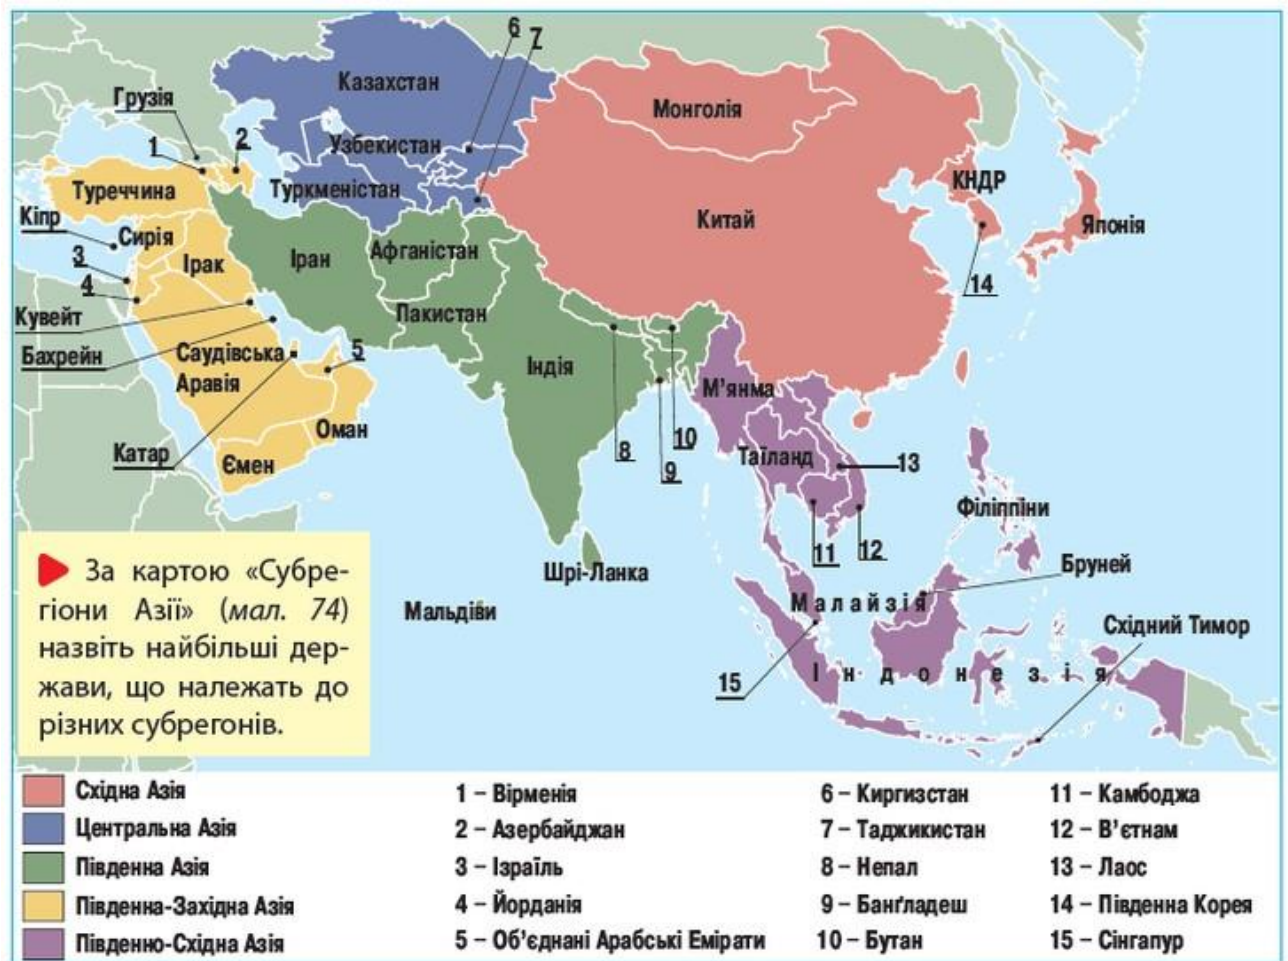 6
7
Казахстан
Монголія
Грузія
1
2
Узбекистан
Туреччина
Туркменістан
КНДР
Кіпр
Сирія
Китай
Японія
3
Ірак
Іран
Афганістан
4
14
Кувейт
Пакистан
Бахрейн
Саудівська
Аравія
5
Індія
М’янма
Оман
Катар
Ємен
8
10
9
Таїланд
13
Філіппіни
11
12
Шрі-Ланка
Бруней
Мальдіви
Малайзія
Східний Тимор
15
Індонезія
За картою «Субре-
гіони Азії» (мал. 74)
назвіть найбільші дер-
жави, що належать до
різних субрегонів.
Східна Азія
Центральна Азія
Південна Азія
Південна-Західна Азія
Південно-Східна Азія
1 – Вірменія
2 – Азербайджан
3 – Ізраїль
4 – Йорданія
5 – Об’єднані Арабські Емірати
6 – Киргизстан
7 – Таджикистан
8 – Непал
9 – Банґладеш
10 – Бутан
11 – Камбоджа
12 – В’єтнам
13 – Лаос
14 – Південна Корея
15 – Сінгапур